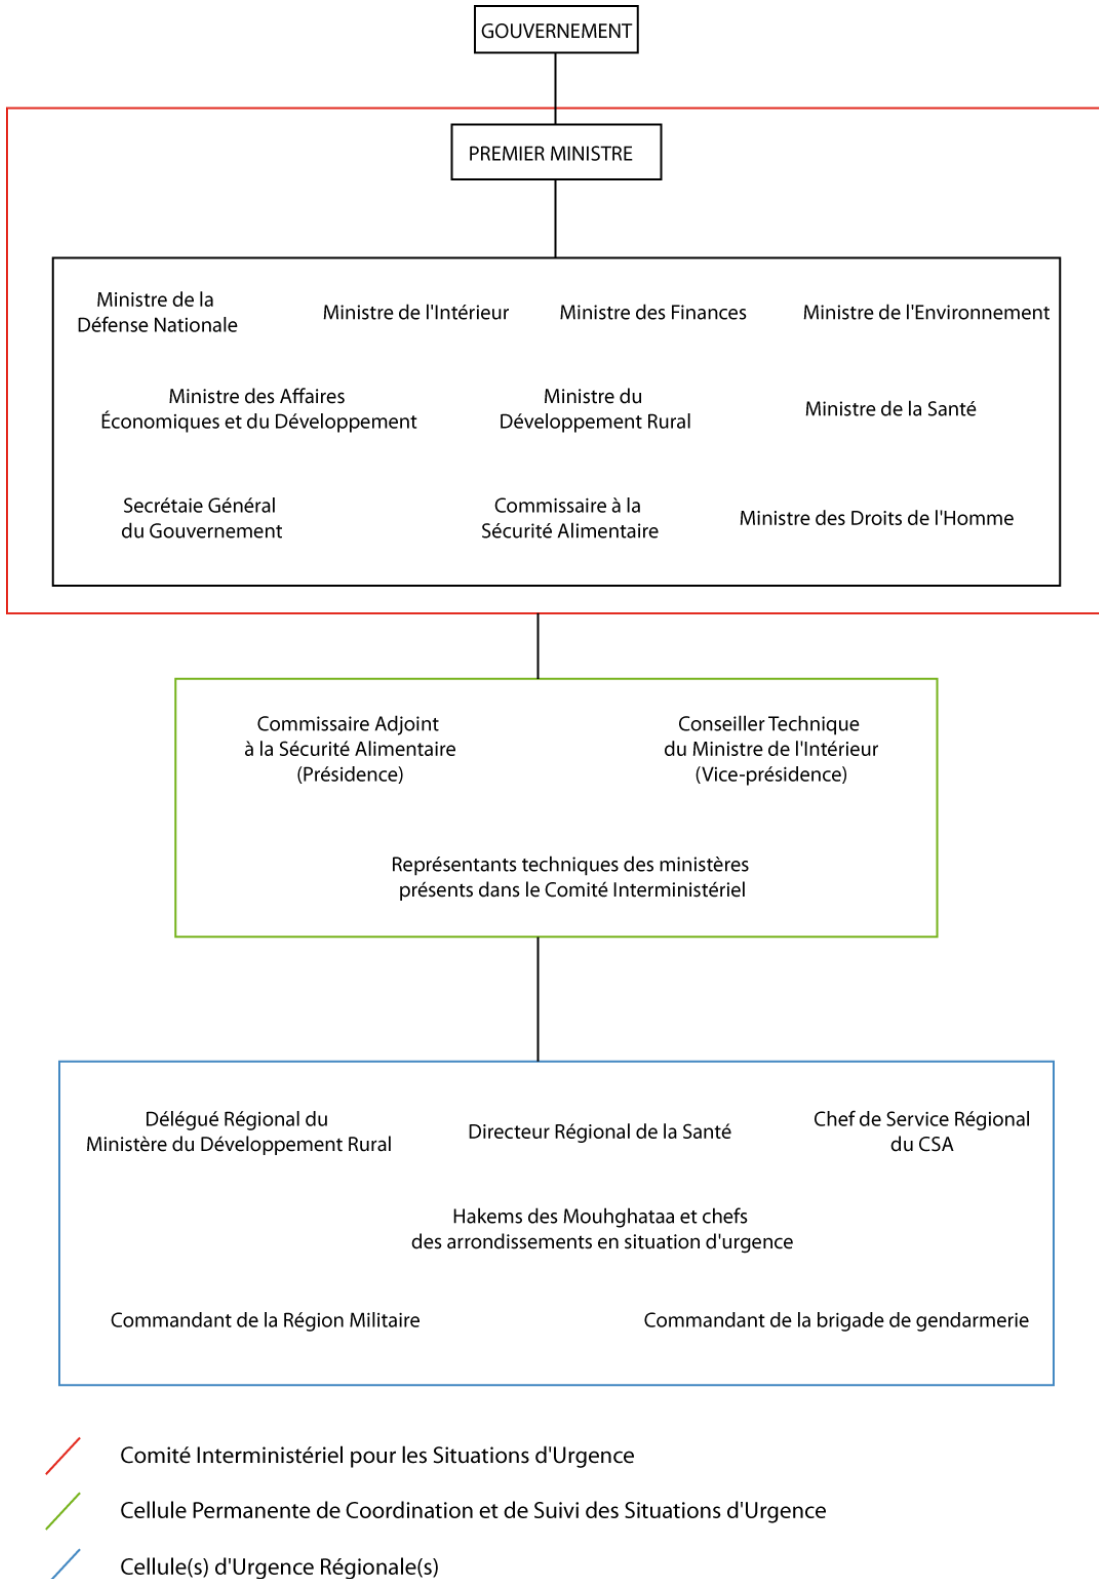 GOUVERNEMENT
PREMIER MINISTRE
Ministre de la
Défense Nationale
Ministre de l'Intérieur
Ministre des Finances
Ministre de l'Environnement
Ministre des Affaires
Économiques et du Développement
Ministre du
Développement Rural
Ministre de la Santé
Secrétaie Général
du Gouvernement
Commissaire à la
Sécurité Alimentaire
Ministre des Droits de l'Homme
Commissaire Adjoint
à la Sécurité Alimentaire
(Présidence)
Conseiller Technique
du Ministre de l'Intérieur
(Vice-présidence)
Représentants techniques des ministères
présents dans le Comité Interministériel
Délégué Régional du
Ministère du Développement Rural
Directeur Régional de la Santé
Chef de Service Régional
du CSA
Hakems des Mouhghataa et chefs
des arrondissements en situation d'urgence
Commandant de la Région Militaire
Commandant de la brigade de gendarmerie
Comité Interministériel pour les Situations d'Urgence
Cellule Permanente de Coordination et de Suivi des Situations d'Urgence
Cellule(s) d'Urgence Régionale(s)